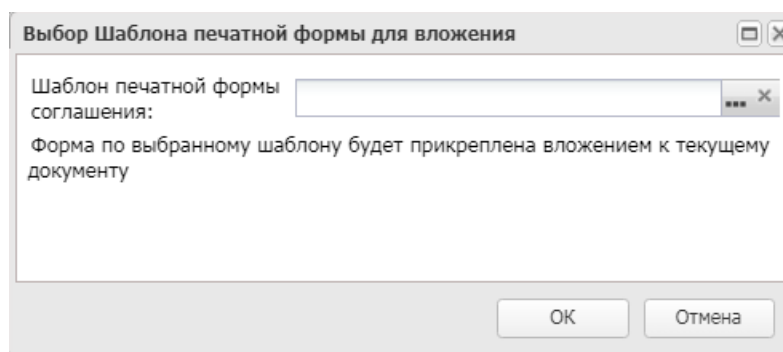 Выбор Шаблона печатной формы для вложения
Шаблон печатной формы
соглашения:
Форма по выбранному шаблону будет прикреплена вложением к текущему
документу
ОК
Отмена